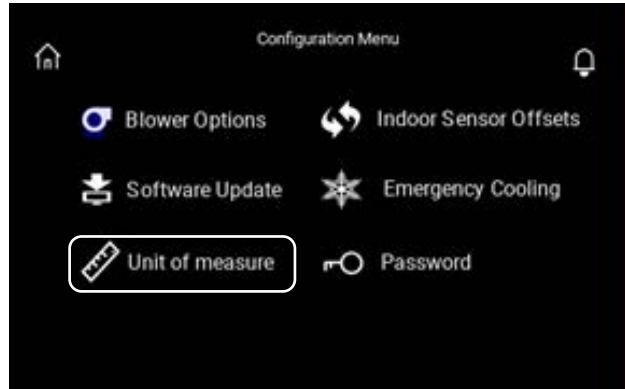 Configuration Menu
Blower Options
Indoor Sensor Offsets
Software Update
Emergency Cooling
Unit of measure
Password